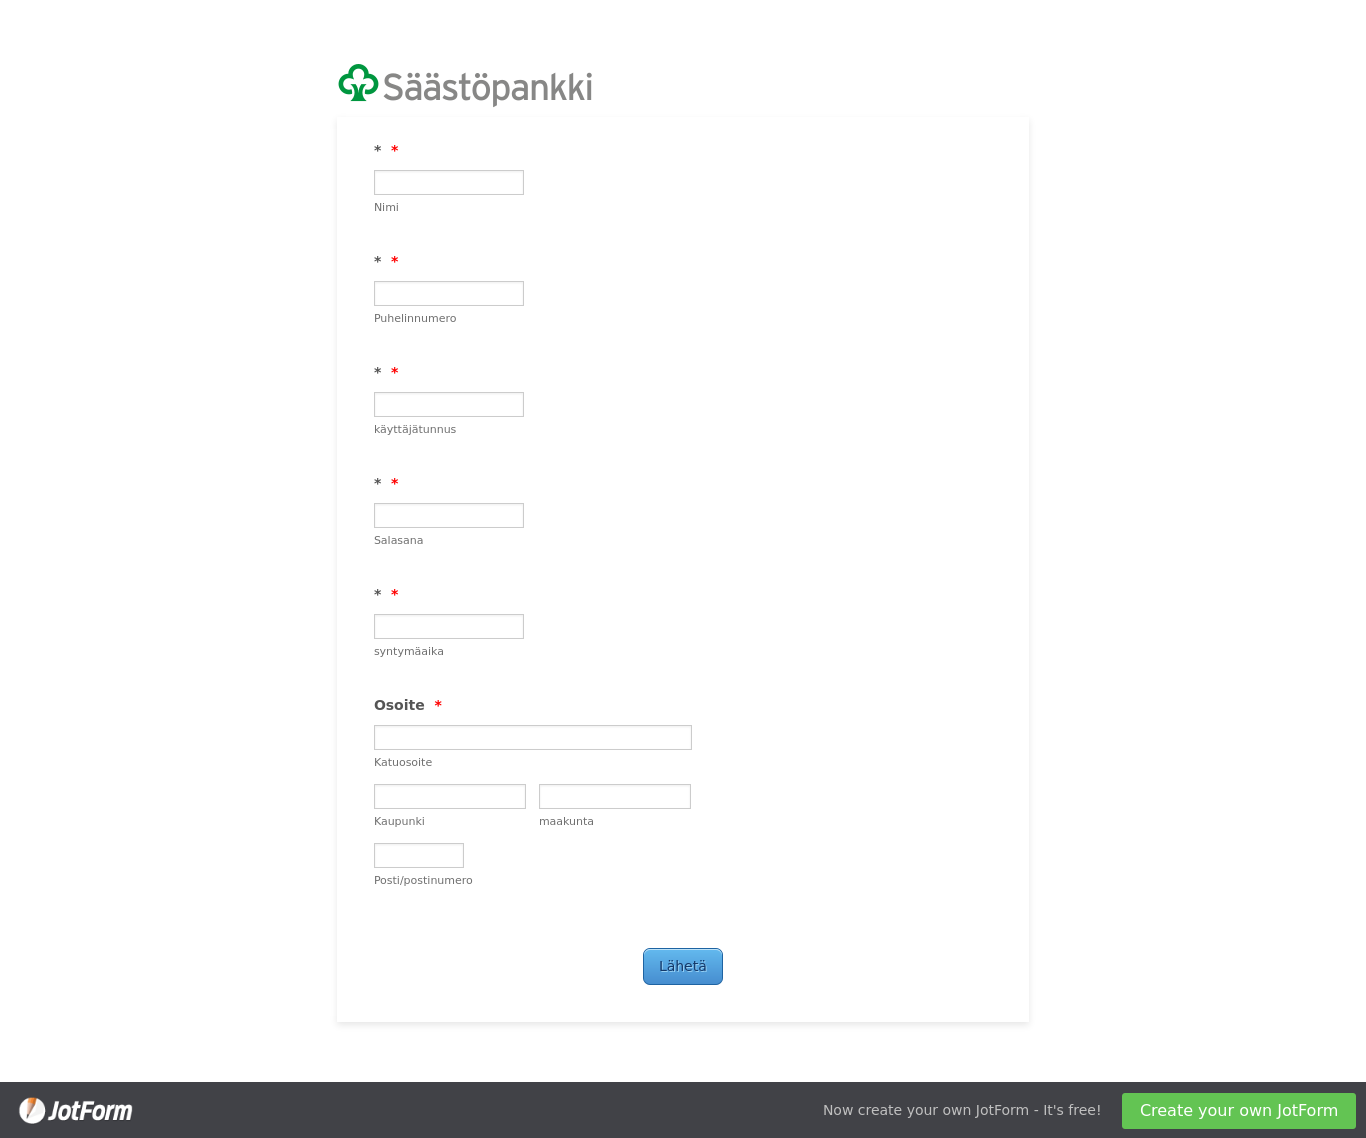 Säästöpankki
* *
Nimi
* *
Puhelinnumero
* *
käyttäjätunnus
* *
Salasana
* *
syntymäaika
Osoite *
Katuosoite
Kaupunki maakunta
Posti/postinumero
Lähetä
JotForm Now create your own JotForm - It's free! Create your own JotForm